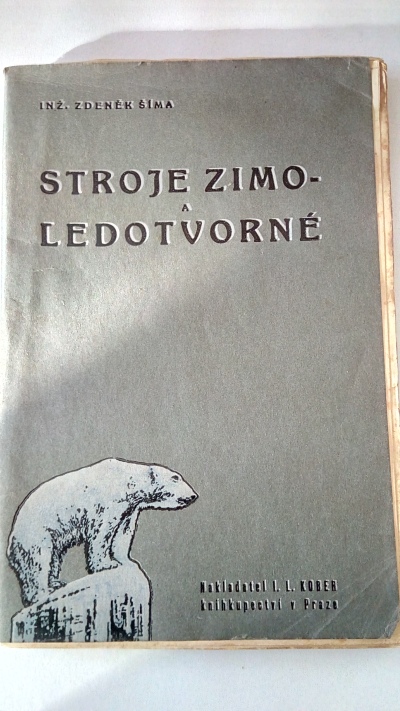 INŽ. ZDENĚK ŠÍMA
STROJE ZIMO-
A
LEDOTVORNÉ
Nakladatel I. L. KOBER
knihkupectví v Praze